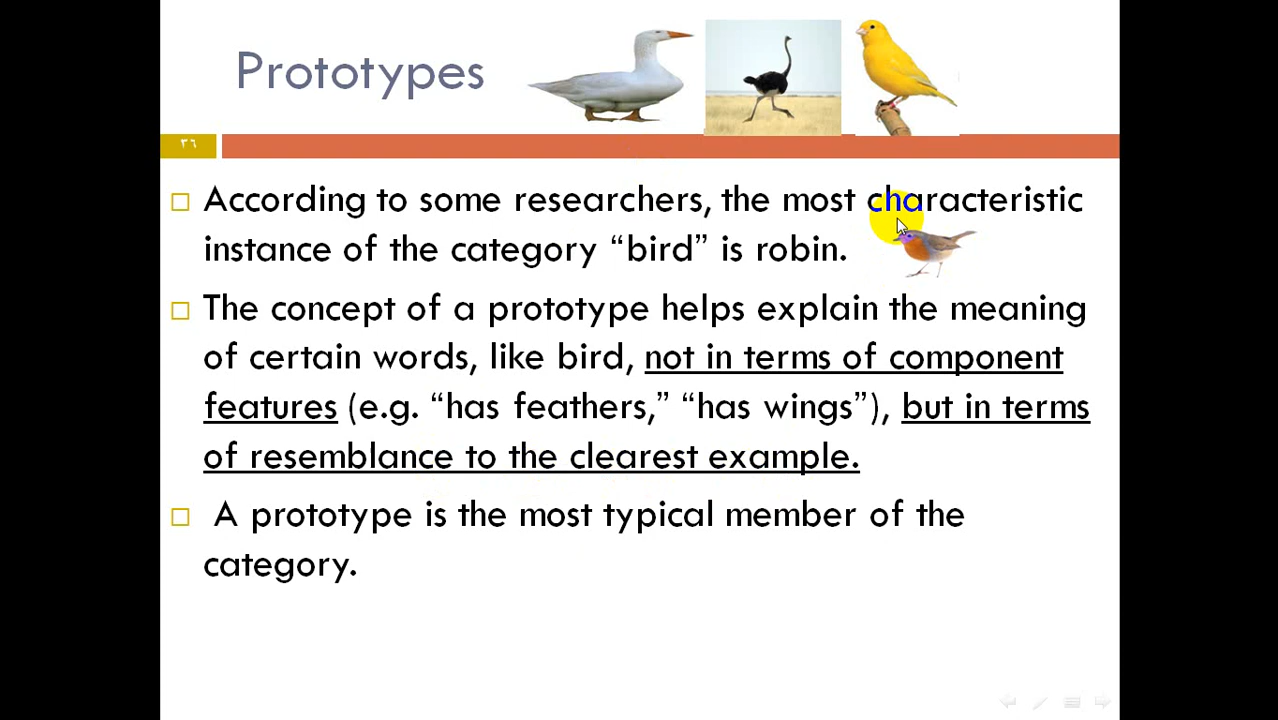 Prototypes
٣٦
According to some researchers, the most characteristic
instance of the category “bird” is robin.
The concept of a prototype helps explain the meaning
of certain words, like bird, not in terms of component
features (e.g. “has feathers,” “has wings”), but in terms
of resemblance to the clearest example.
A prototype is the most typical member of the
category.